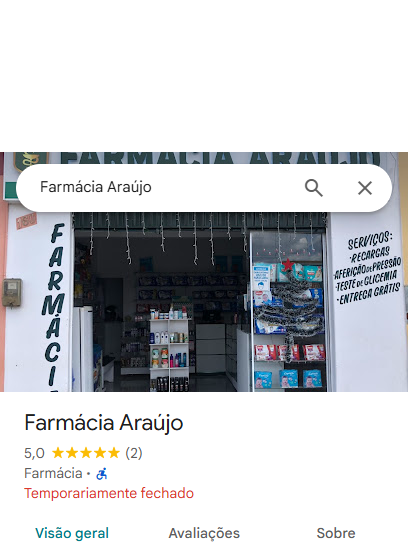 FARMÁCIA ARAÚJO
Farmácia Araújo
FARMÁCI
SERVIÇOS:
·RECARGAS
·AFERIÇÃO DE PRESSÃO
·TESTE DE GLICEMIA
·ENTREGA GRÁTIS
Farmácia Araújo
5,0 ★★★★★ (2)
Farmácia ·
Temporariamente fechado
Visão geral
Avaliações
Sobre